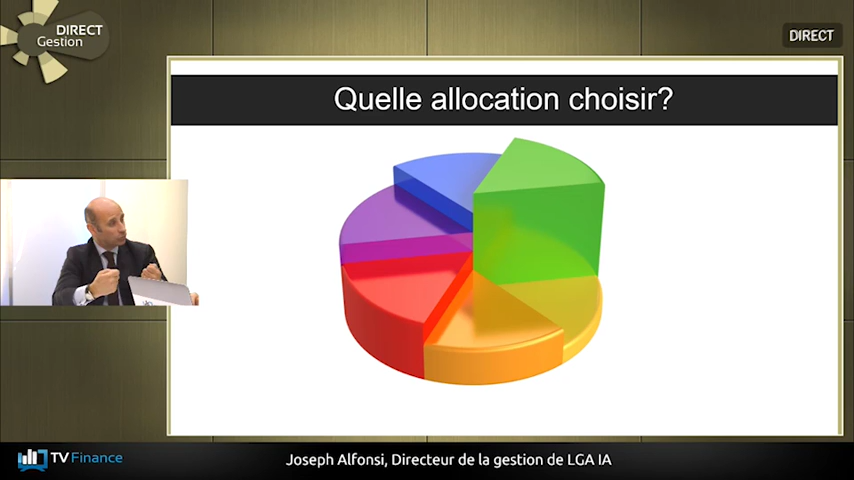 DIRECT
Gestion
DIRECT
Quelle allocation choisir?
TV Finance
Joseph Alfonsi, Directeur de la gestion de LGA IA